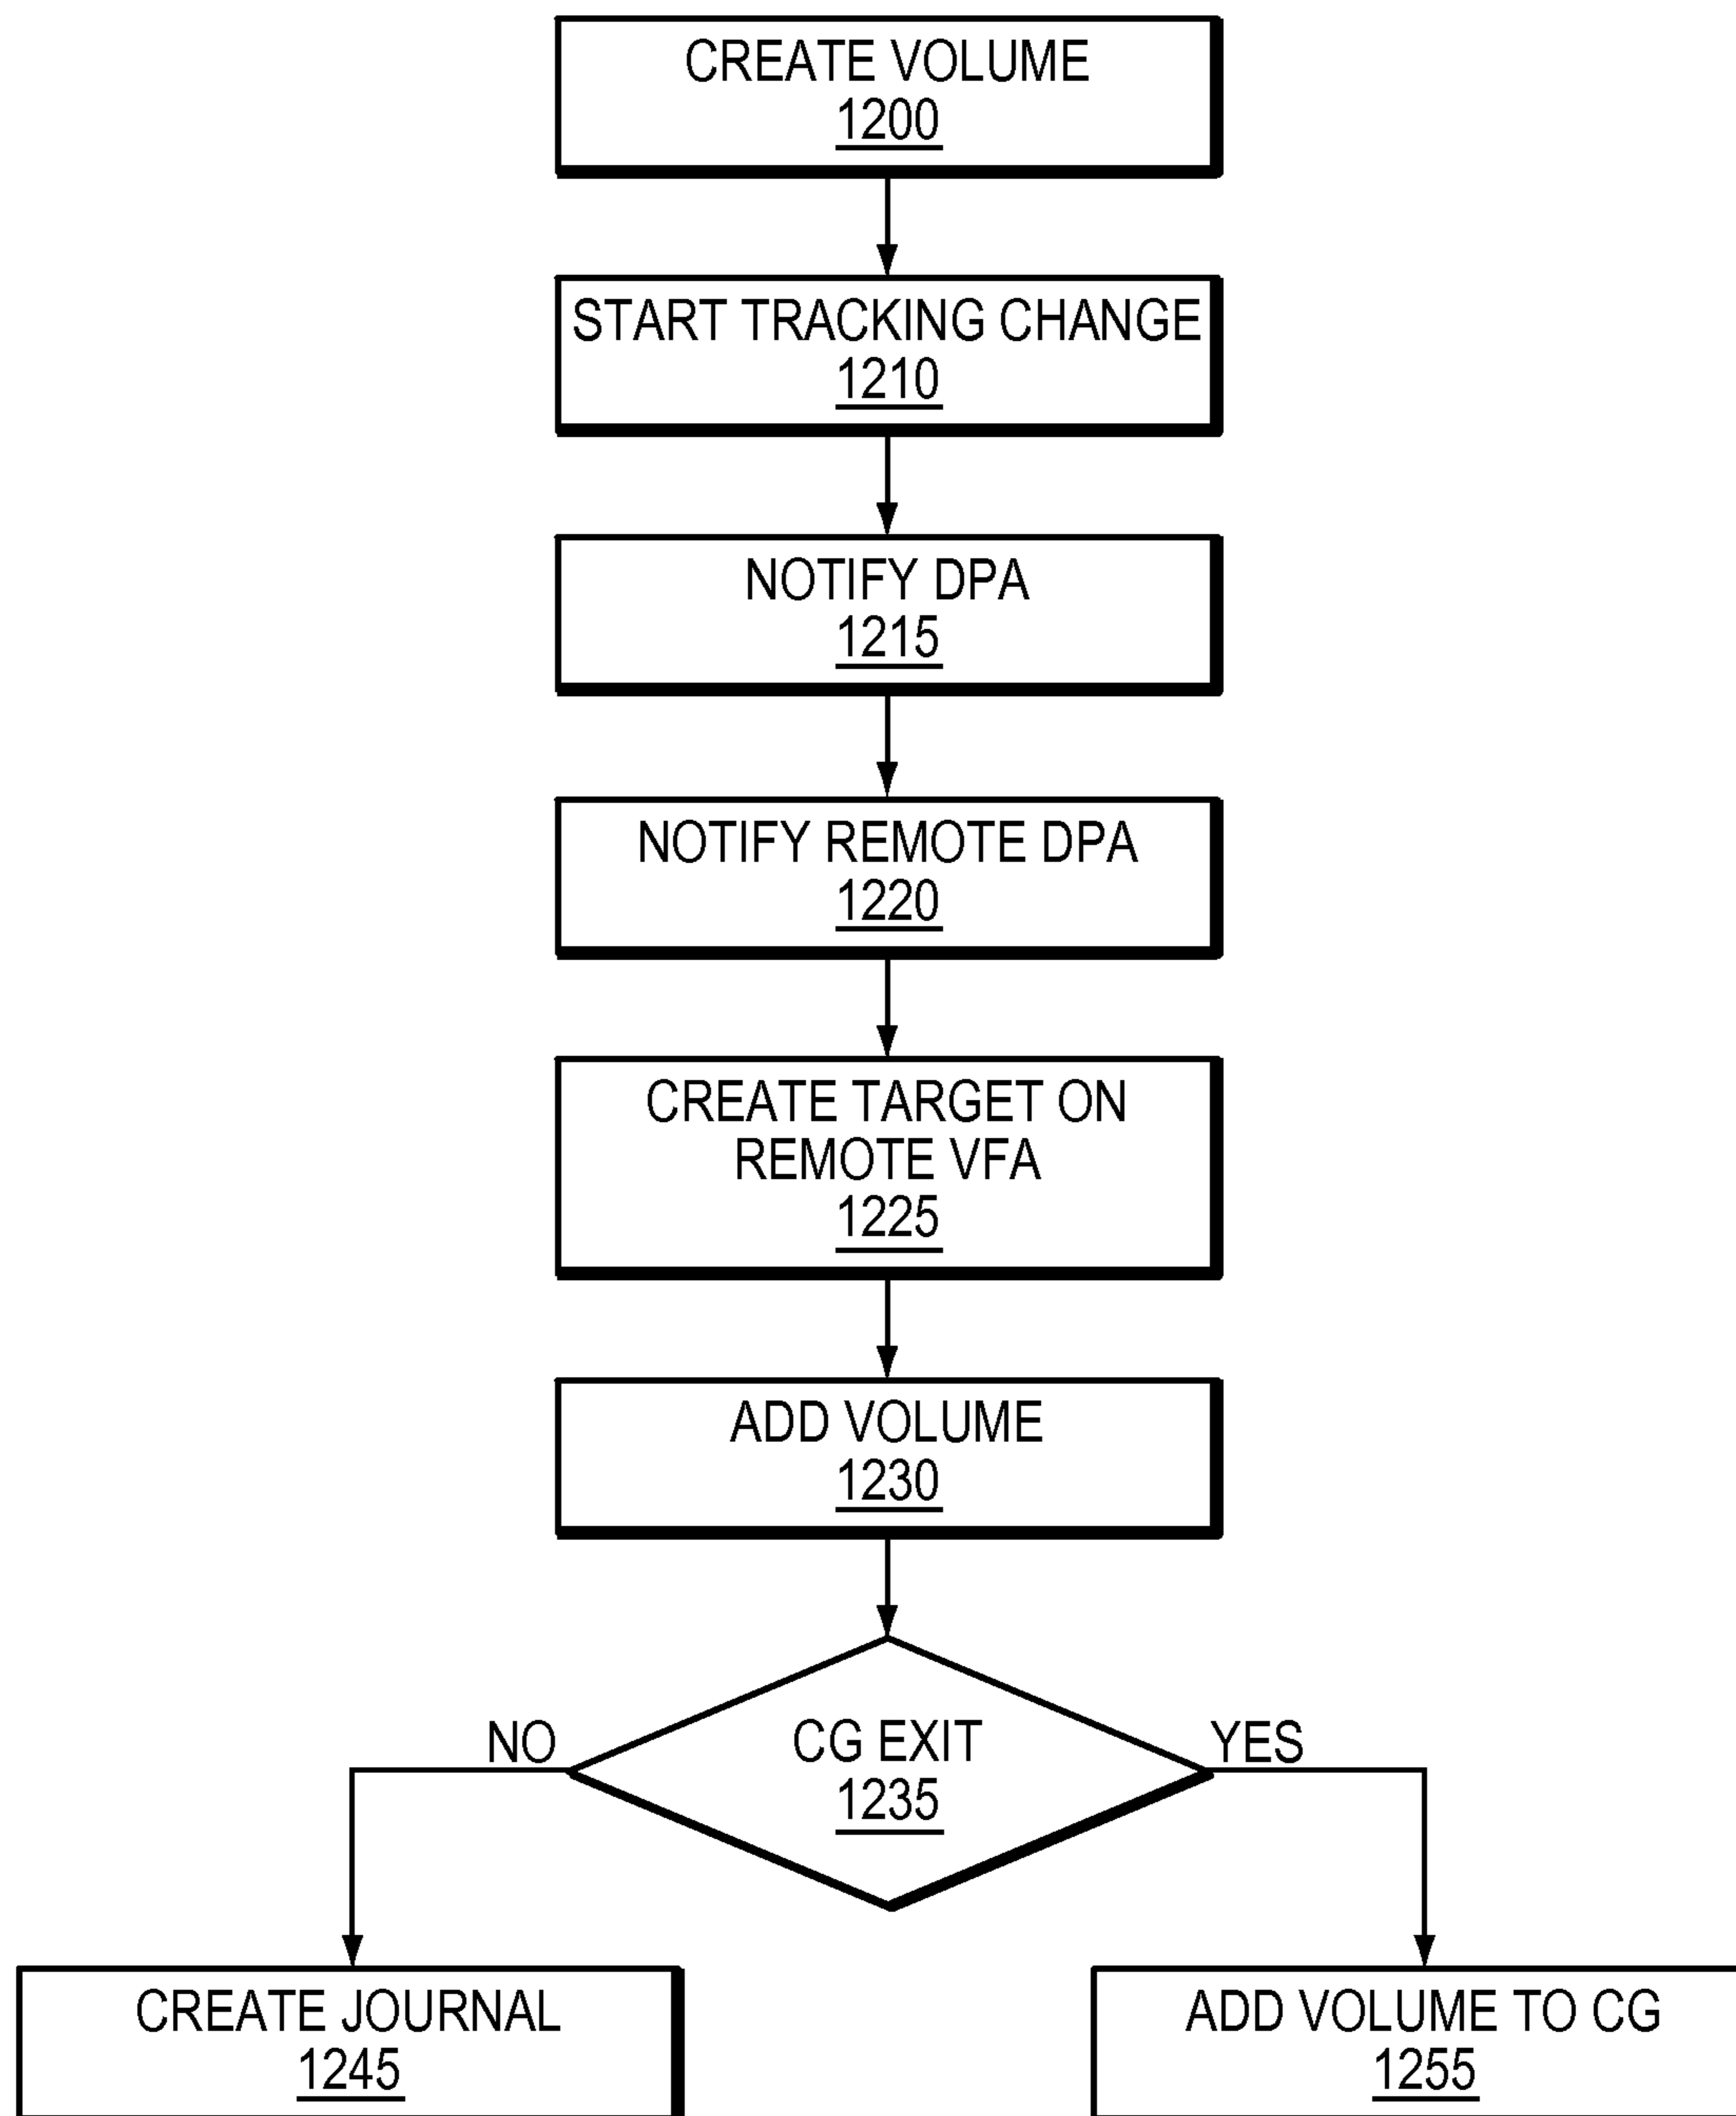 CREATE VOLUME
1200
START TRACKING CHANGE
1210
NOTIFY DPA
1215
NOTIFY REMOTE DPA
1220
CREATE TARGET ON
REMOTE VFA
1225
ADD VOLUME
1230
CG EXIT
1235
NO
YES
CREATE JOURNAL
1245
ADD VOLUME TO CG
1255